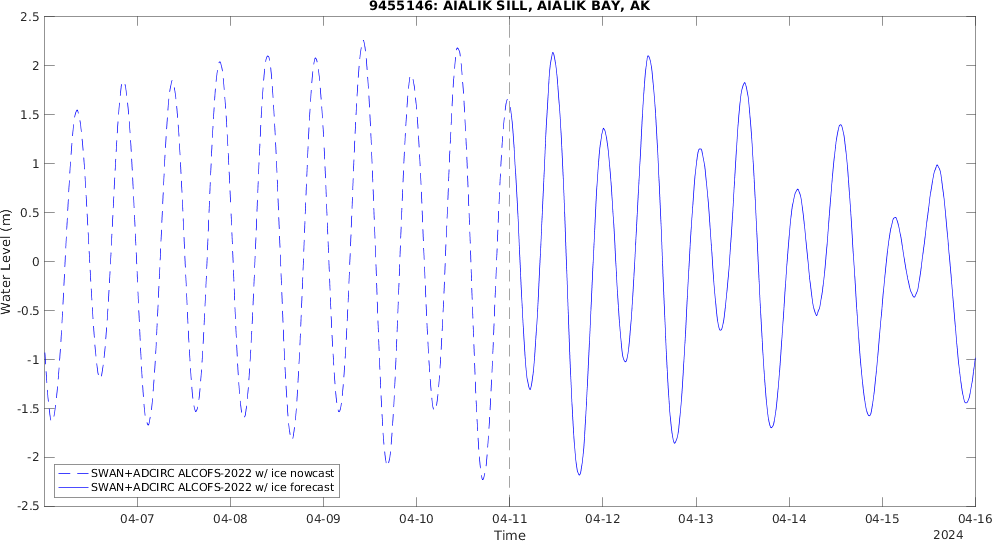 9455146: AIALIK SILL, AIALIK BAY, AK
2.5
2
1.5
1
0.5
0
-0.5
-1
-1.5
-2
-2.5
Water Level (m)
SWAN+ADCIRC ALCOFS-2022 w/ ice nowcast
SWAN+ADCIRC ALCOFS-2022 w/ ice forecast
04-07 04-08 04-09 04-10 04-11 04-12 04-13 04-14 04-15 04-16
Time
2024